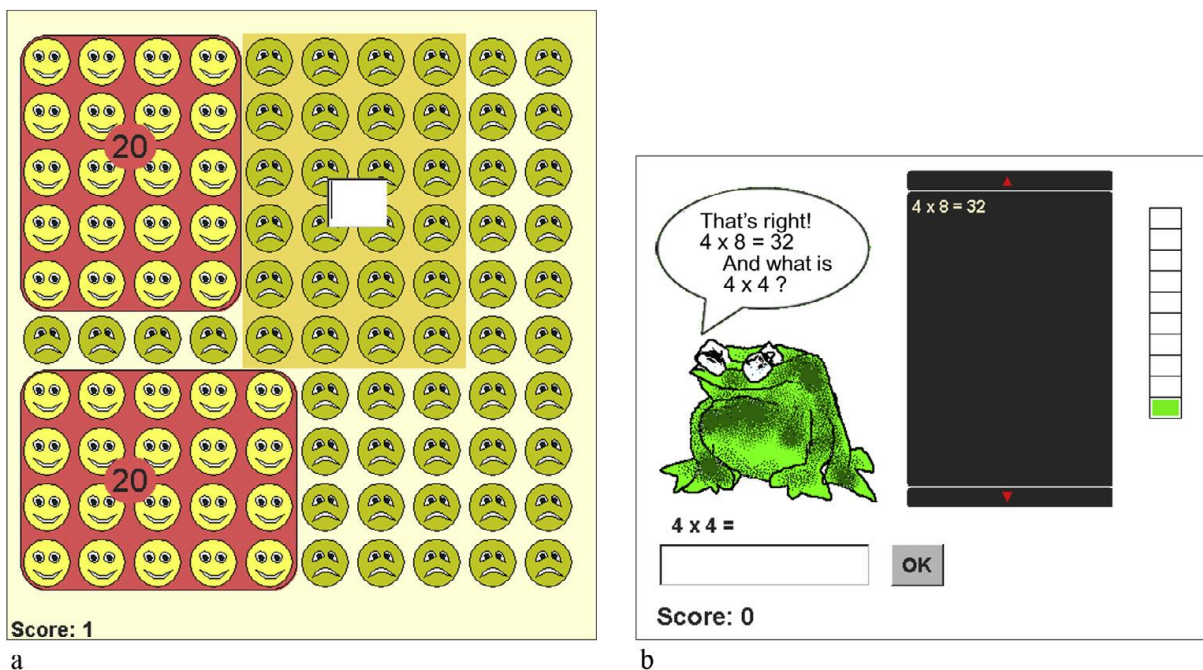 20
20
Score: 1
a
That's right!
4 x 8 = 32
And what is
4 x 4 ?
4 x 8 = 32
4 x 4 =
OK
Score: 0
b